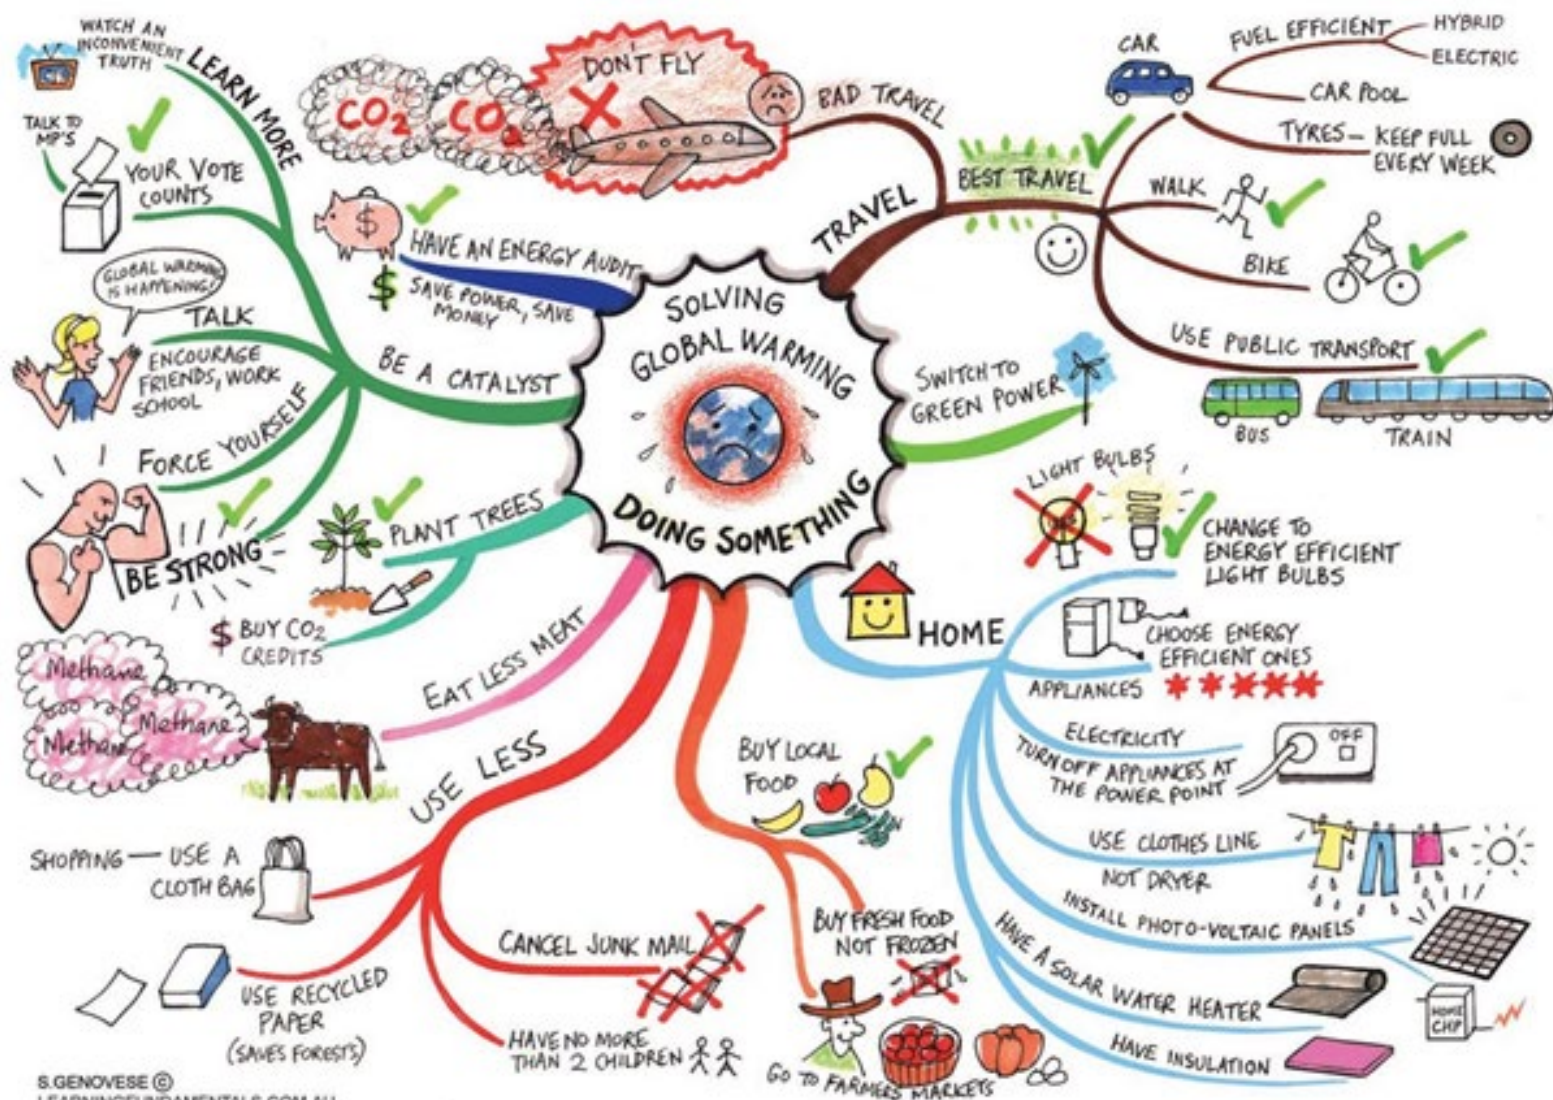 SOLVING
GLOBAL WARMING
DOING SOMETHING
TRAVEL
BAD TRAVEL
DON'T FLY
CO2
CO2
BEST TRAVEL
CAR
FUEL EFFICIENT
HYBRID
ELECTRIC
CAR POOL
TYRES - KEEP FULL
EVERY WEEK
WALK
BIKE
USE PUBLIC TRANSPORT
BUS
TRAIN
SWITCH TO
GREEN POWER
HOME
LIGHT BULBS
CHANGE TO
ENERGY EFFICIENT
LIGHT BULBS
APPLIANCES
CHOOSE ENERGY
EFFICIENT ONES
ELECTRICITY
TURN OFF APPLIANCES AT
THE POWER POINT
OFF
USE CLOTHES LINE
NOT DRYER
INSTALL PHOTO-VOLTAIC PANELS
HOME
CHIP
HAVE A SOLAR WATER HEATER
HAVE INSULATION
BUY LOCAL
FOOD
BUY FRESH FOOD
NOT FROZEN
GO TO FARMERS MARKETS
USE LESS
SHOPPING — USE A
CLOTH BAG
USE RECYCLED
PAPER
(SAVES FORESTS)
CANCEL JUNK MAIL
HAVE NO MORE
THAN 2 CHILDREN
EAT LESS MEAT
Methane
Methane
Methan
PLANT TREES
$ BUY CO2
CREDITS
BE A CATALYST
LEARN MORE
WATCH AN
INCONVENIENT
TRUTH
YOUR VOTE
COUNTS
TALK TO
MP'S
TALK
ENCOURAGE
FRIENDS, WORK
SCHOOL
GLOBAL WARMING
IS HAPPENING!
FORCE YOURSELF
BE STRONG
HAVE AN ENERGY AUDIT
$ SAVE POWER, SAVE
MONEY
$
S.GENOVESE ©
LEARNINGFUNDAMENTALS.COM.AU